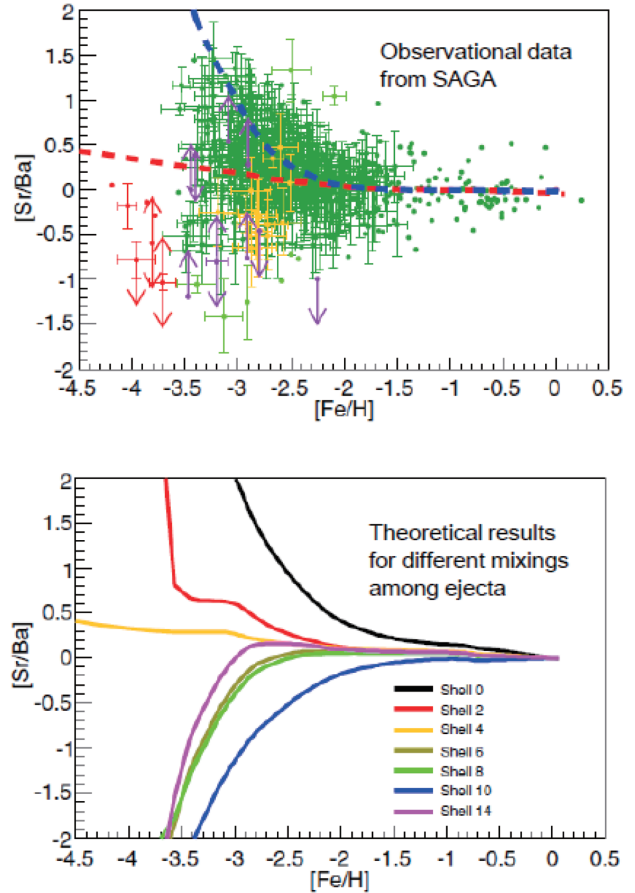 2
1.5
1
0.5
0
-0.5
-1
-1.5
-2
[Sr/Ba]
Observational data
from SAGA
-4.5 -4 -3.5 -3 -2.5 -2 -1.5 -1 -0.5 0 0.5
[Fe/H]
2
1.5
1
0.5
0
-0.5
-1
-1.5
-2
[Sr/Ba]
Theoretical results
for different mixings
among ejecta
Shell 0
Shell 2
Shell 4
Shell 6
Shell 8
Shell 10
Shell 14
-4.5 -4 -3.5 -3 -2.5 -2 -1.5 -1 -0.5 0 0.5
[Fe/H]